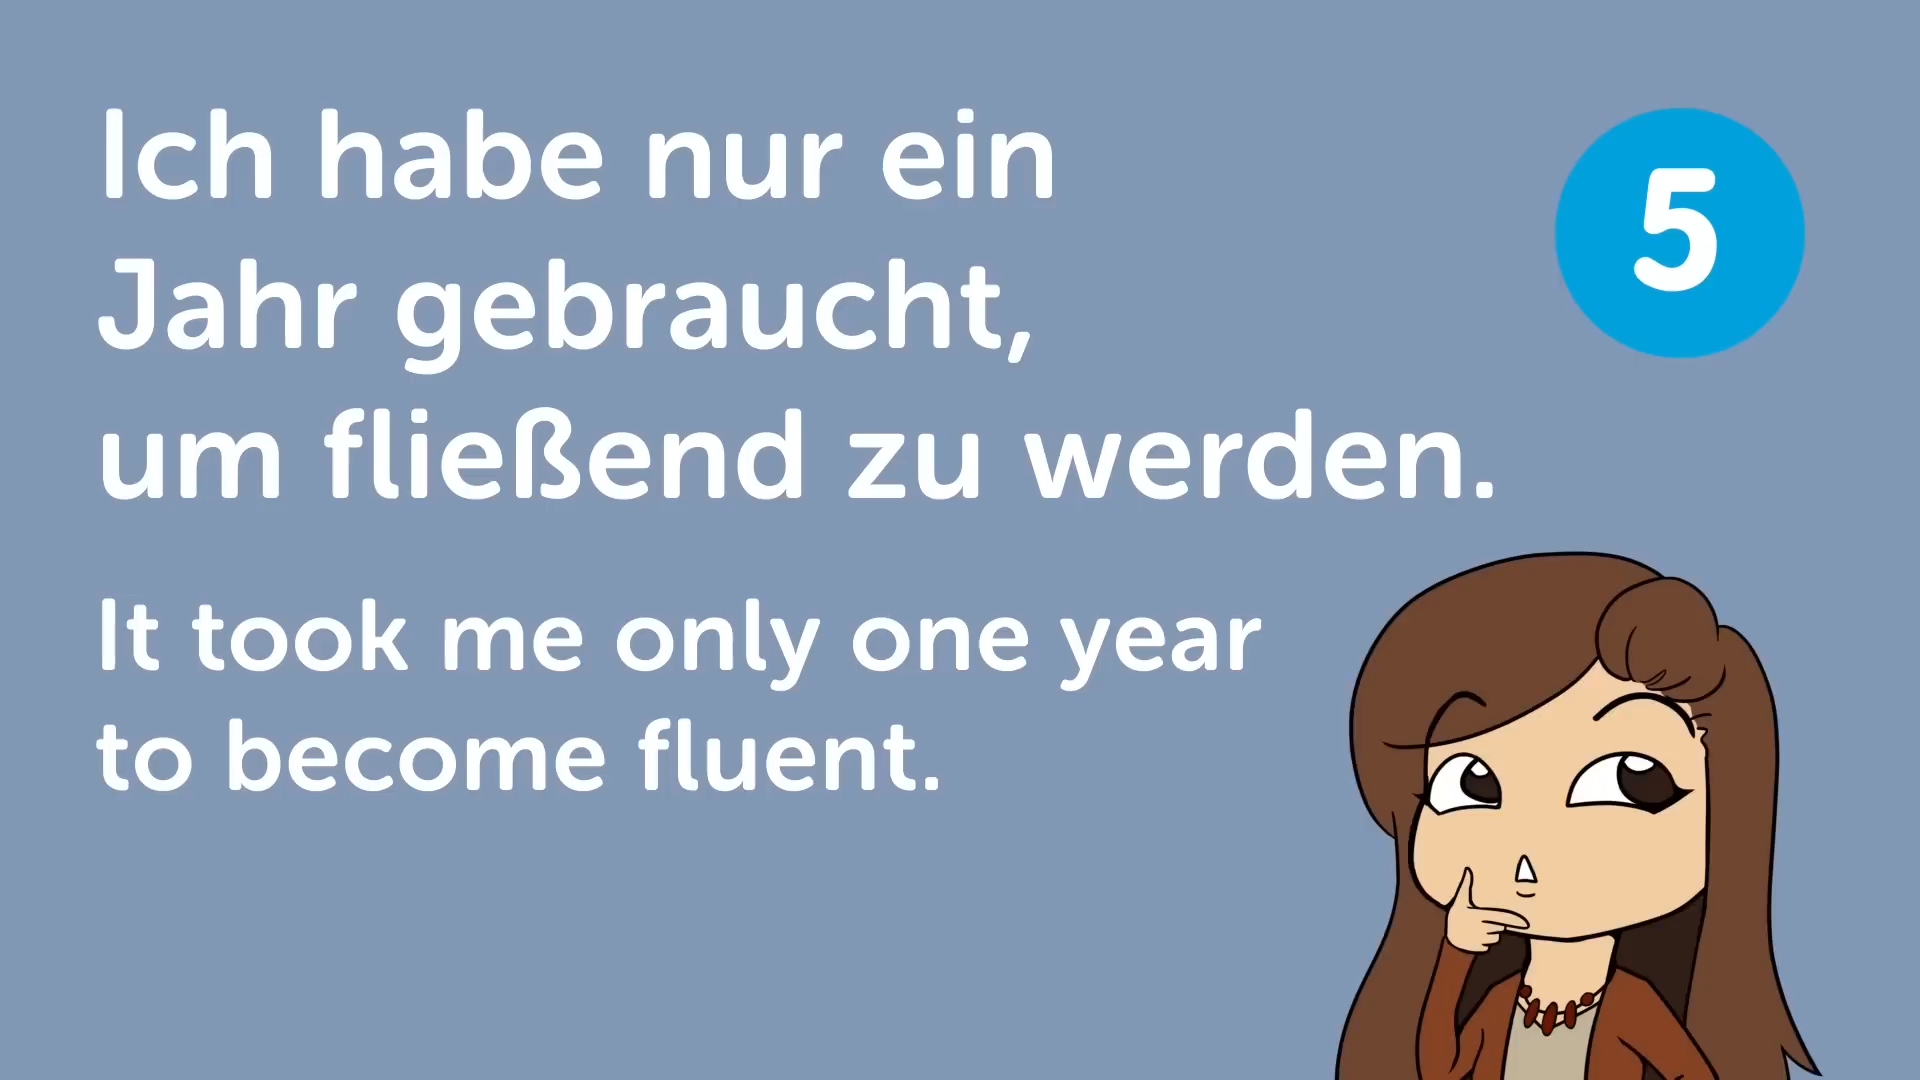 Ich habe nur ein
Jahr gebraucht,
um fließend zu werden.
It took me only one year
to become fluent.
5